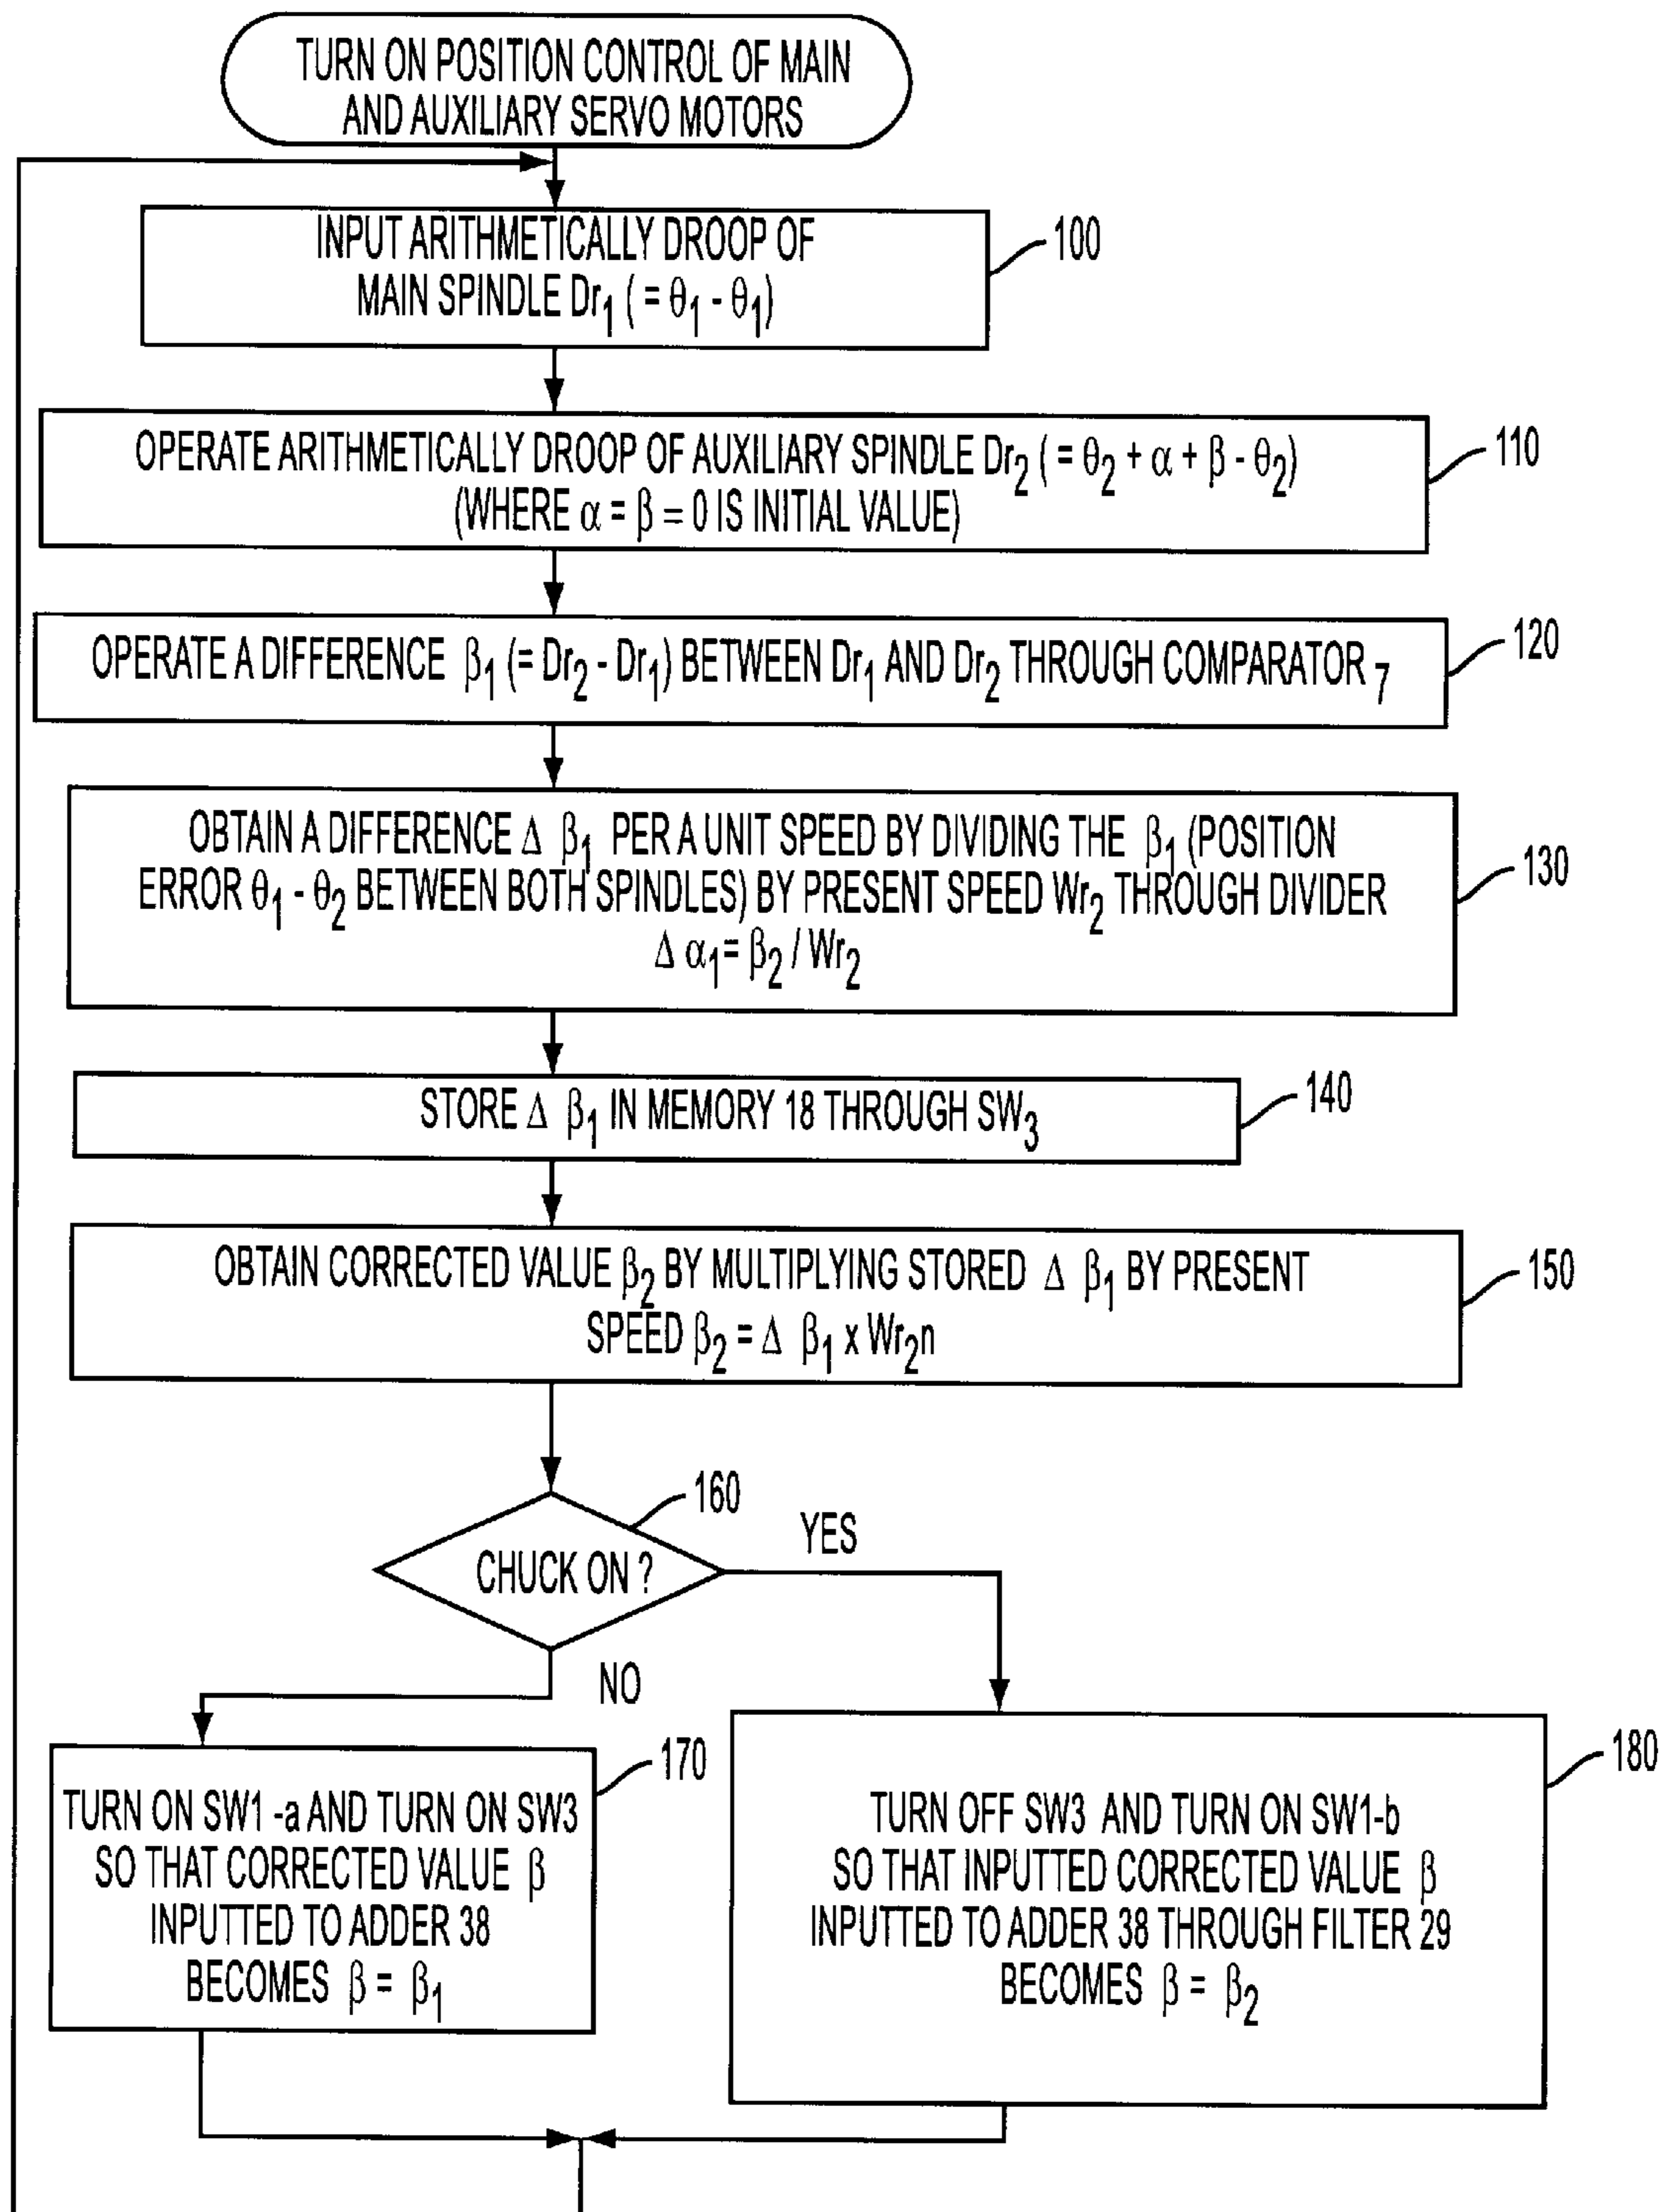 TURN ON POSITION CONTROL OF MAIN
AND AUXILIARY SERVO MOTORS
INPUT ARITHMETICALLY DROOP OF
MAIN SPINDLE Dr₁ ( = θ₁ - θ₁)
100
OPERATE ARITHMETICALLY DROOP OF AUXILIARY SPINDLE Dr₂ ( = θ₂ + α + β - θ₂)
(WHERE α = β = 0 IS INITIAL VALUE)
110
OPERATE A DIFFERENCE β₁ (= Dr₂ - Dr₁) BETWEEN Dr₁ AND Dr₂ THROUGH COMPARATOR 7
120
OBTAIN A DIFFERENCE Δ β₁ PER A UNIT SPEED BY DIVIDING THE β₁ (POSITION
ERROR θ₁ - θ₂ BETWEEN BOTH SPINDLES) BY PRESENT SPEED Wr₂ THROUGH DIVIDER
Δ α₁ = β₂ / Wr₂
130
STORE Δ β₁ IN MEMORY 18 THROUGH SW₃
140
OBTAIN CORRECTED VALUE β₂ BY MULTIPLYING STORED Δ β₁ BY PRESENT
SPEED β₂ = Δ β₁ x Wr₂n
150
CHUCK ON ?
160
YES
NO
TURN ON SW1 -a AND TURN ON SW3
SO THAT CORRECTED VALUE β
INPUTTED TO ADDER 38
BECOMES β = β₁
170
TURN OFF SW3 AND TURN ON SW1-b
SO THAT INPUTTED CORRECTED VALUE β
INPUTTED TO ADDER 38 THROUGH FILTER 29
BECOMES β = β₂
180